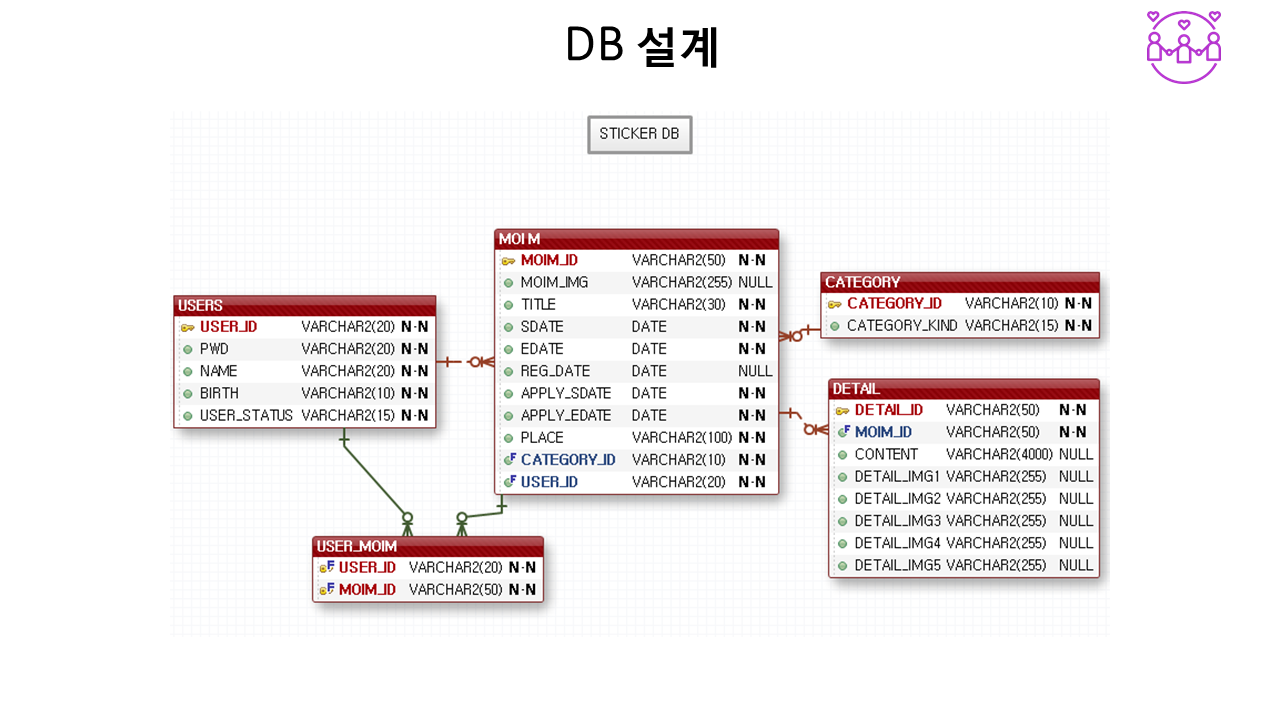 DB 설계
STICKER DB
USERS
USER_ID VARCHAR2(20) N-N
PWD VARCHAR2(20) N-N
NAME VARCHAR2(20) N-N
BIRTH VARCHAR2(10) N-N
USER_STATUS VARCHAR2(15) N-N
MOIM
MOIM_ID VARCHAR2(50) N-N
MOIM_IMG VARCHAR2(255) NULL
TITLE VARCHAR2(30) N-N
SDATE DATE N-N
EDATE DATE N-N
REG_DATE DATE NULL
APPLY_SDATE DATE N-N
APPLY_EDATE DATE N-N
PLACE VARCHAR2(100) N-N
F CATEGORY_ID VARCHAR2(10) N-N
F USER_ID VARCHAR2(20) N-N
CATEGORY
CATEGORY_ID VARCHAR2(10) N-N
CATEGORY_KIND VARCHAR2(15) N-N
DETAIL
DETAIL_ID VARCHAR2(50) N-N
F MOIM_ID VARCHAR2(50) N-N
CONTENT VARCHAR2(4000) NULL
DETAIL_IMG1 VARCHAR2(255) NULL
DETAIL_IMG2 VARCHAR2(255) NULL
DETAIL_IMG3 VARCHAR2(255) NULL
DETAIL_IMG4 VARCHAR2(255) NULL
DETAIL_IMG5 VARCHAR2(255) NULL
USER_MOIM
F USER_ID VARCHAR2(20) N-N
F MOIM_ID VARCHAR2(50) N-N